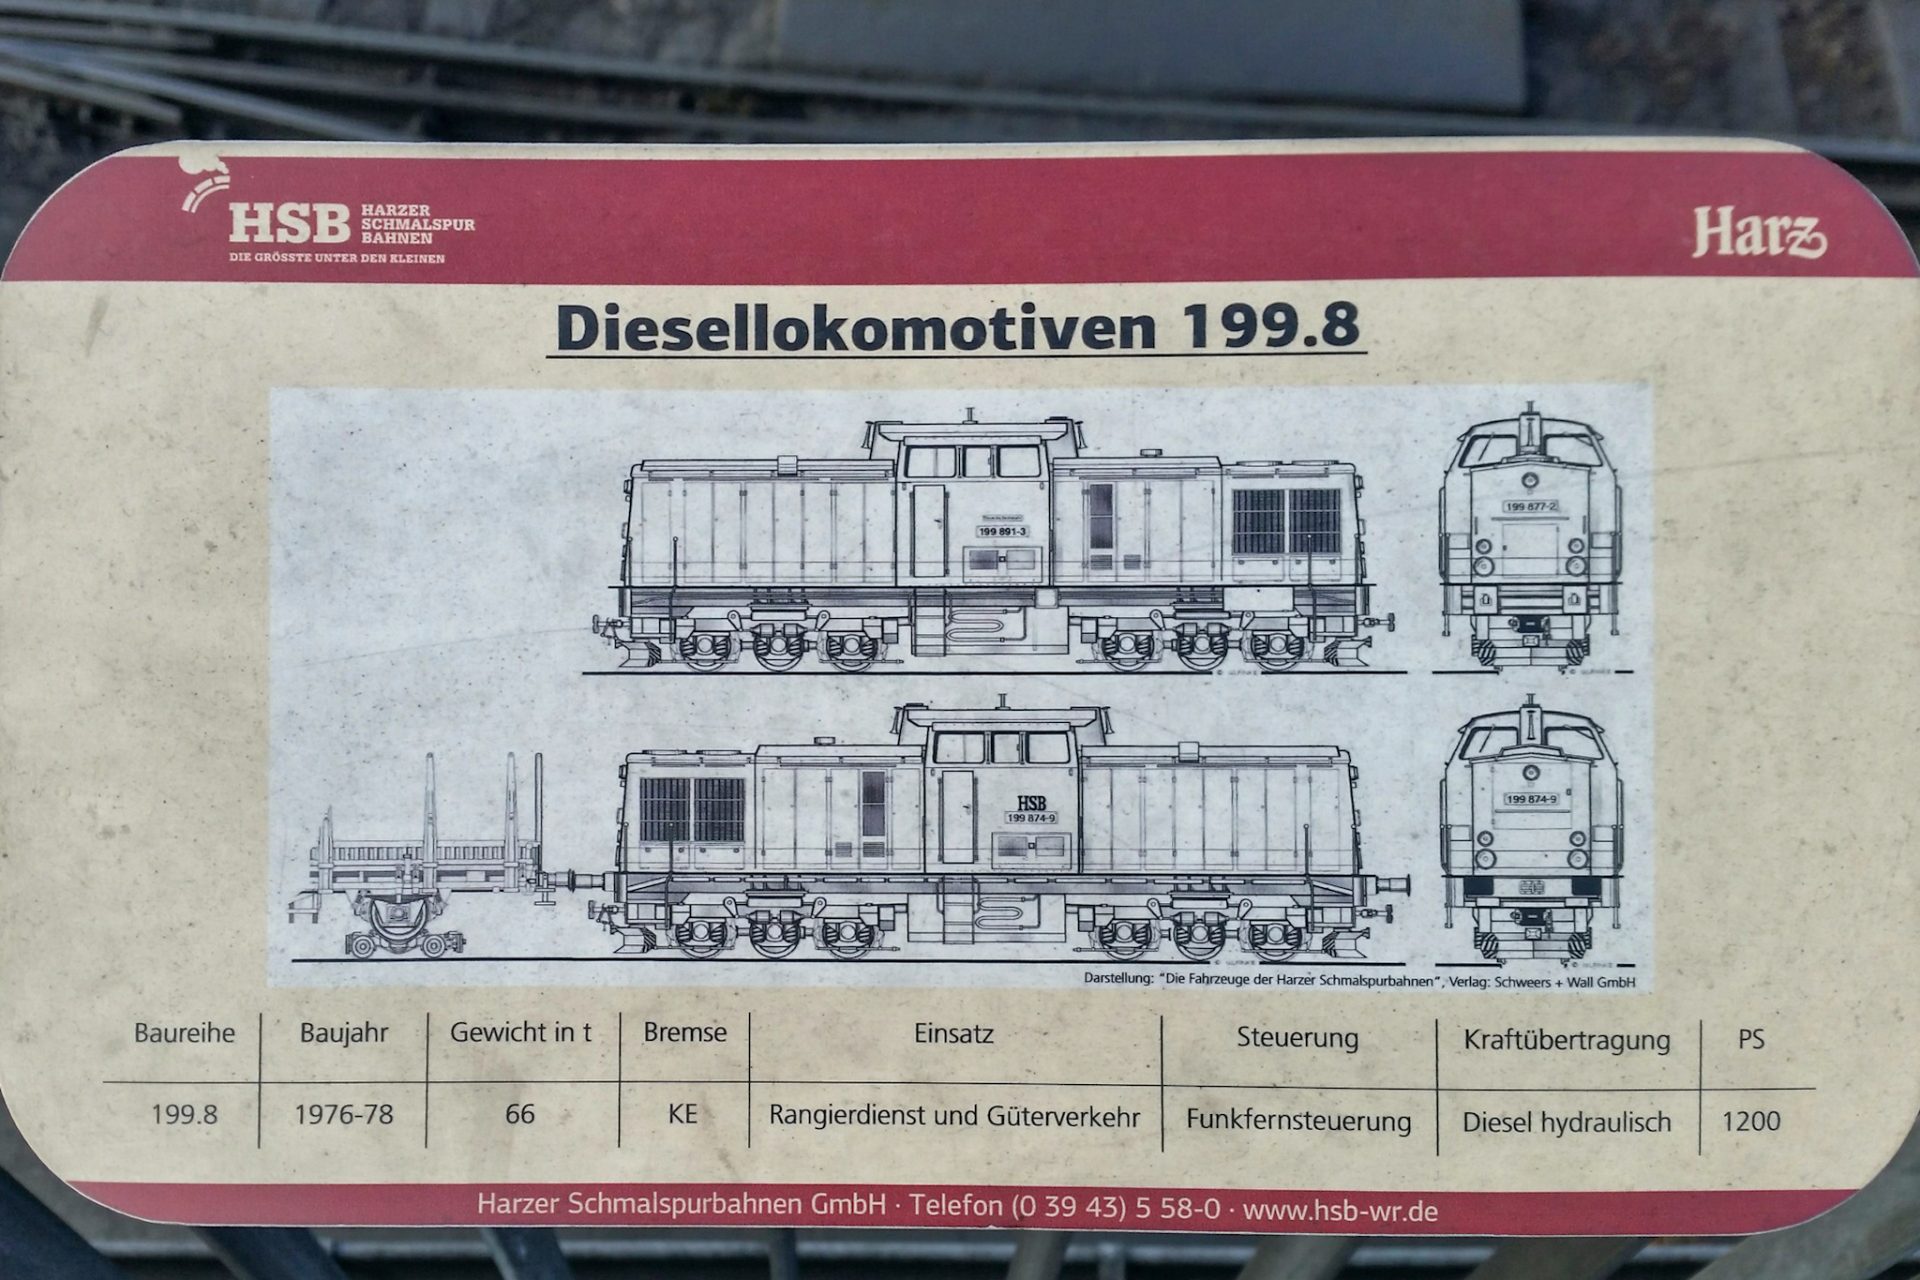 HSB HARZER
SCHMALSPUR
BAHNEN
DIE GRÖSSTE UNTER DEN KLEINEN
Harz
Diesellokomotiven 199.8
199 891-3
199 877-2
HSB
199 874-9
199 874-9
Darstellung: "Die Fahrzeuge der Harzer Schmalspurbahnen", Verlag: Schweers + Wall GmbH
Baureihe Baujahr Gewicht in t Bremse Einsatz Steuerung Kraftübertragung PS
199.8 1976-78 66 KE Rangierdienst und Güterverkehr Funkfernsteuerung Diesel hydraulisch 1200
Harzer Schmalspurbahnen GmbH · Telefon (0 39 43) 5 58-0 · www.hsb-wr.de